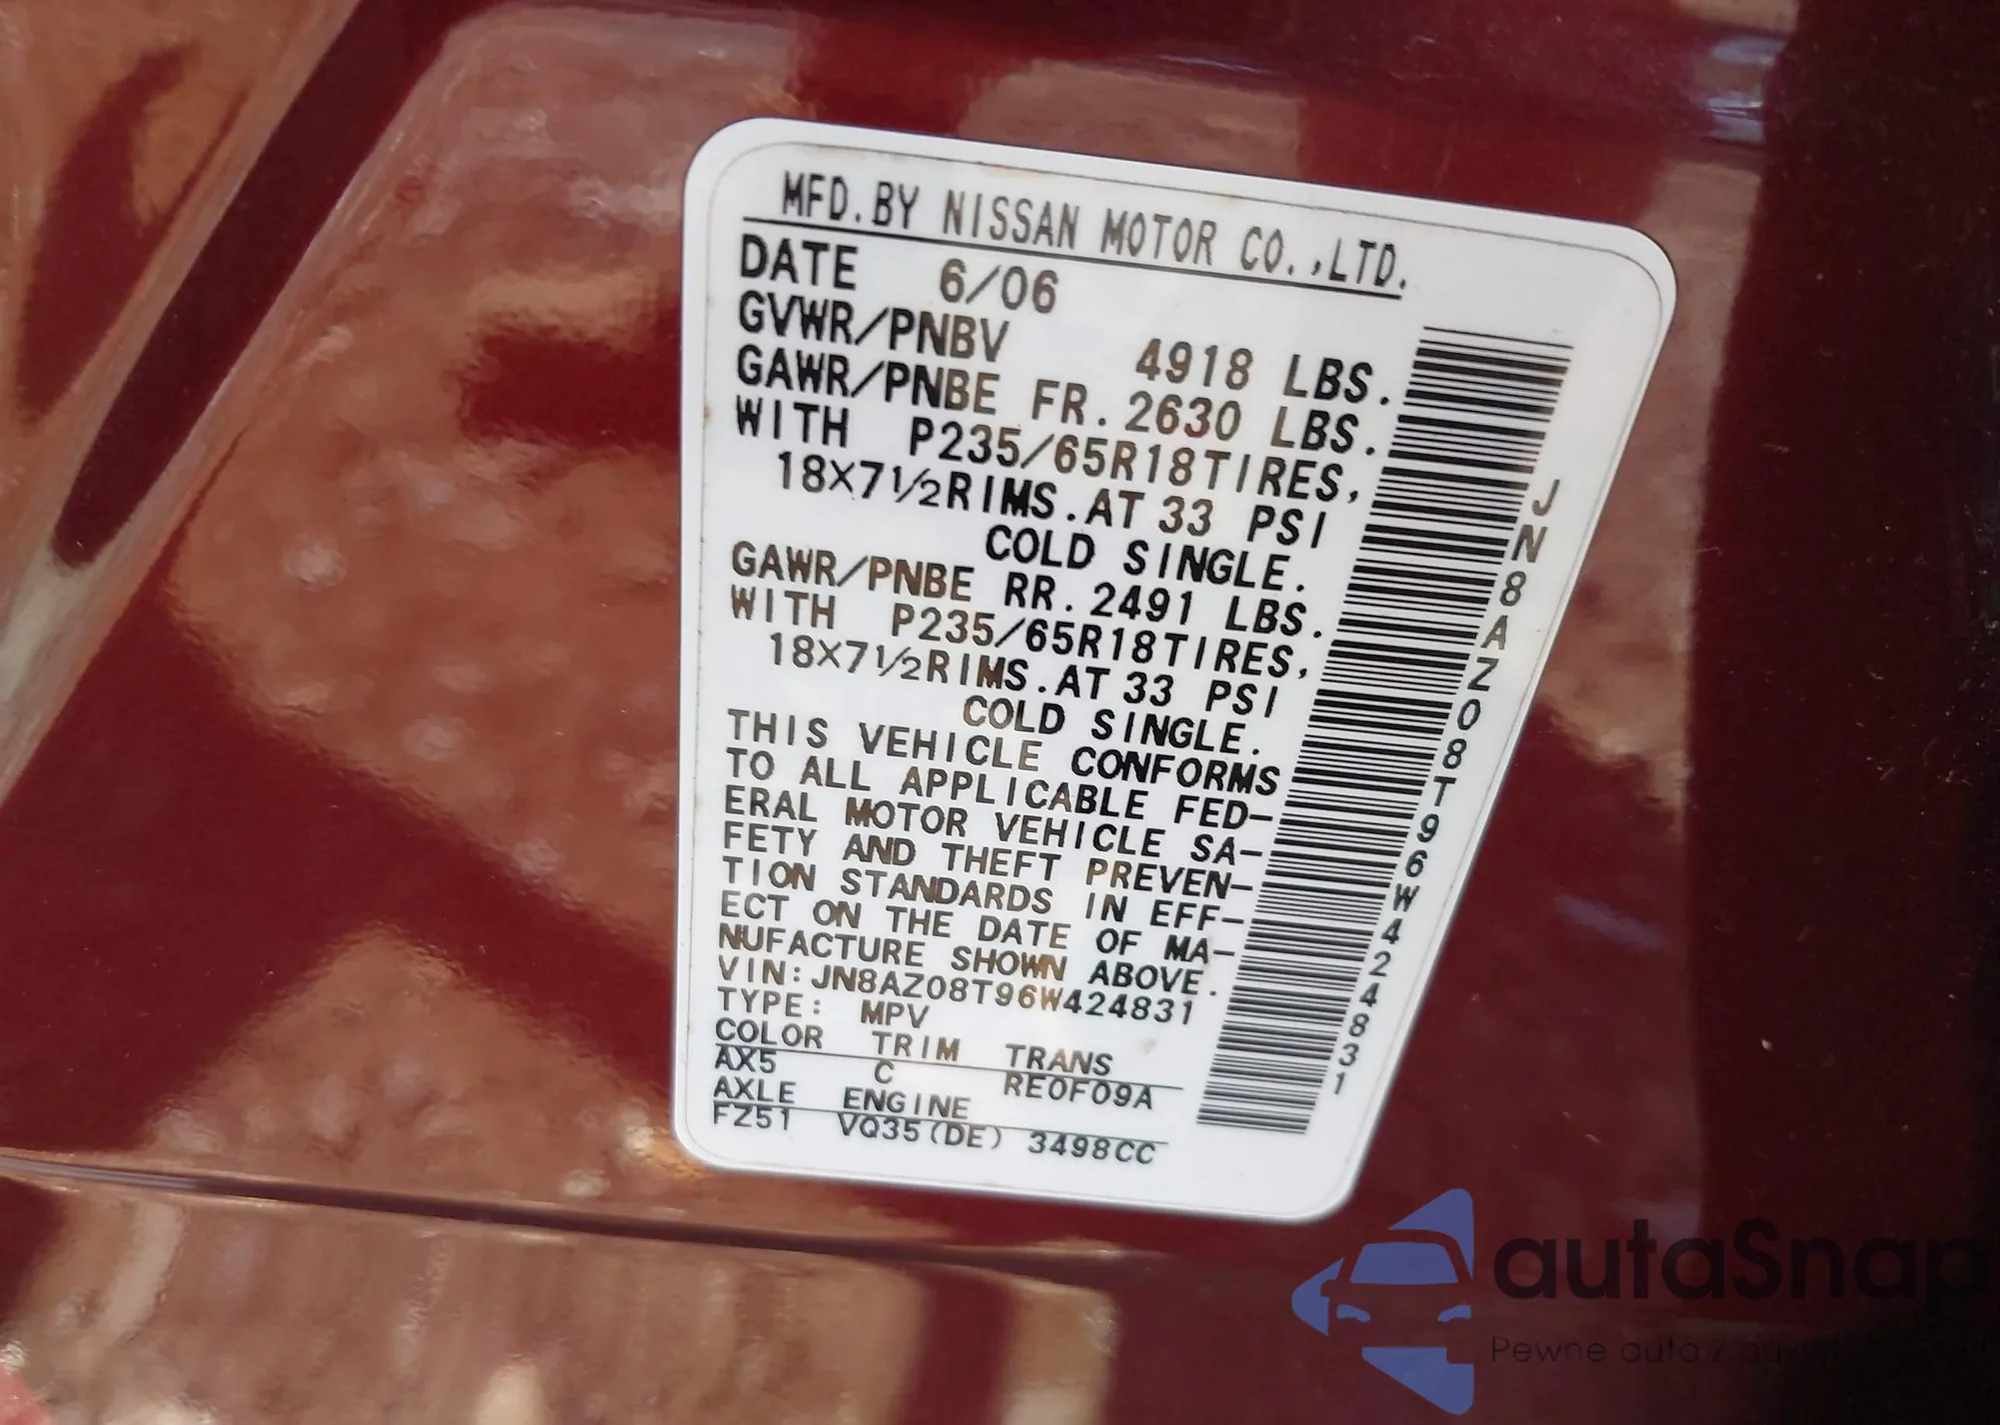 MFD.BY NISSAN MOTOR CO.,LTD.
DATE 6/06
GVWR/PNBV 4918 LBS.
GAWR/PNBE FR. 2630 LBS.
WITH P235/65R18TIRES,
18X7½RIMS.AT 33 PSI
COLD SINGLE.
GAWR/PNBE RR. 2491 LBS.
WITH P235/65R18TIRES,
18X7½RIMS.AT 33 PSI
COLD SINGLE.
THIS VEHICLE CONFORMS
TO ALL APPLICABLE FED-
ERAL MOTOR VEHICLE SA-
FETY AND THEFT PREVEN-
TION STANDARDS IN EFF-
ECT ON THE DATE OF MA-
NUFACTURE SHOWN ABOVE.
VIN:JN8AZ08T96W424831
TYPE: MPV
COLOR TRIM TRANS
AX5 C RE0F09A
AXLE ENGINE
FZ51 VQ35(DE) 3498CC
JN8AZ08T96W424831
autaSnap
Pewne auta z